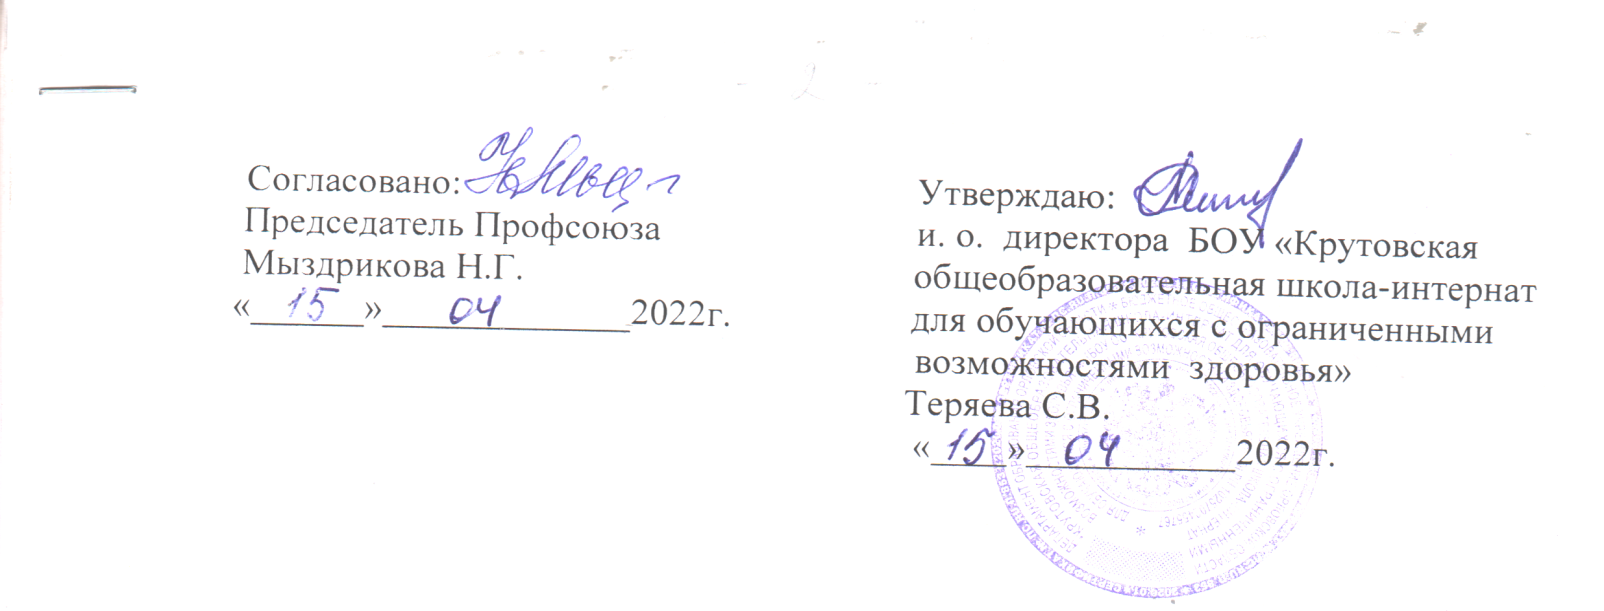 2
Согласовано:
Председатель Профсоюза
Мыздрикова Н.Г.
«15» 04 2022г.
Утверждаю:
и. о. директора БОУ «Крутовская
общеобразовательная школа-интернат
для обучающихся с ограниченными
возможностями здоровья»
Теряева С.В.
«15» 04 2022г.